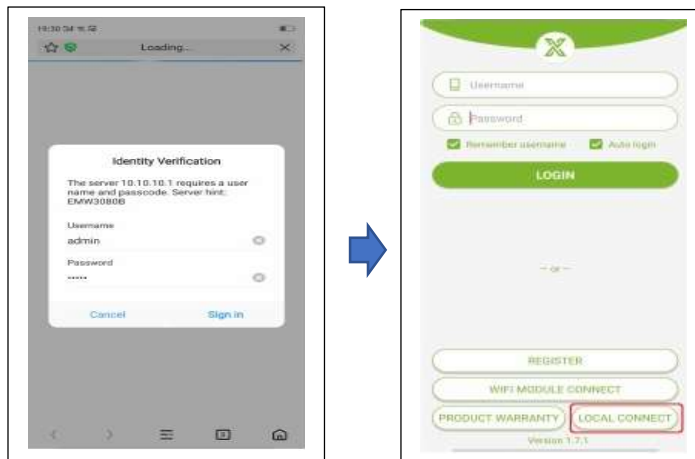 Loading...
Identity Verification
The server 10.10.10.1 requires a user
name and passcode. Server hint:
EMW3080B
Username
admin
Password
•••••
Cancel
Sign in
X
Username
Password
Remember username
Auto login
LOGIN
- or -
REGISTER
WIFI MODULE CONNECT
PRODUCT WARRANTY
LOCAL CONNECT
Version 1.7.1